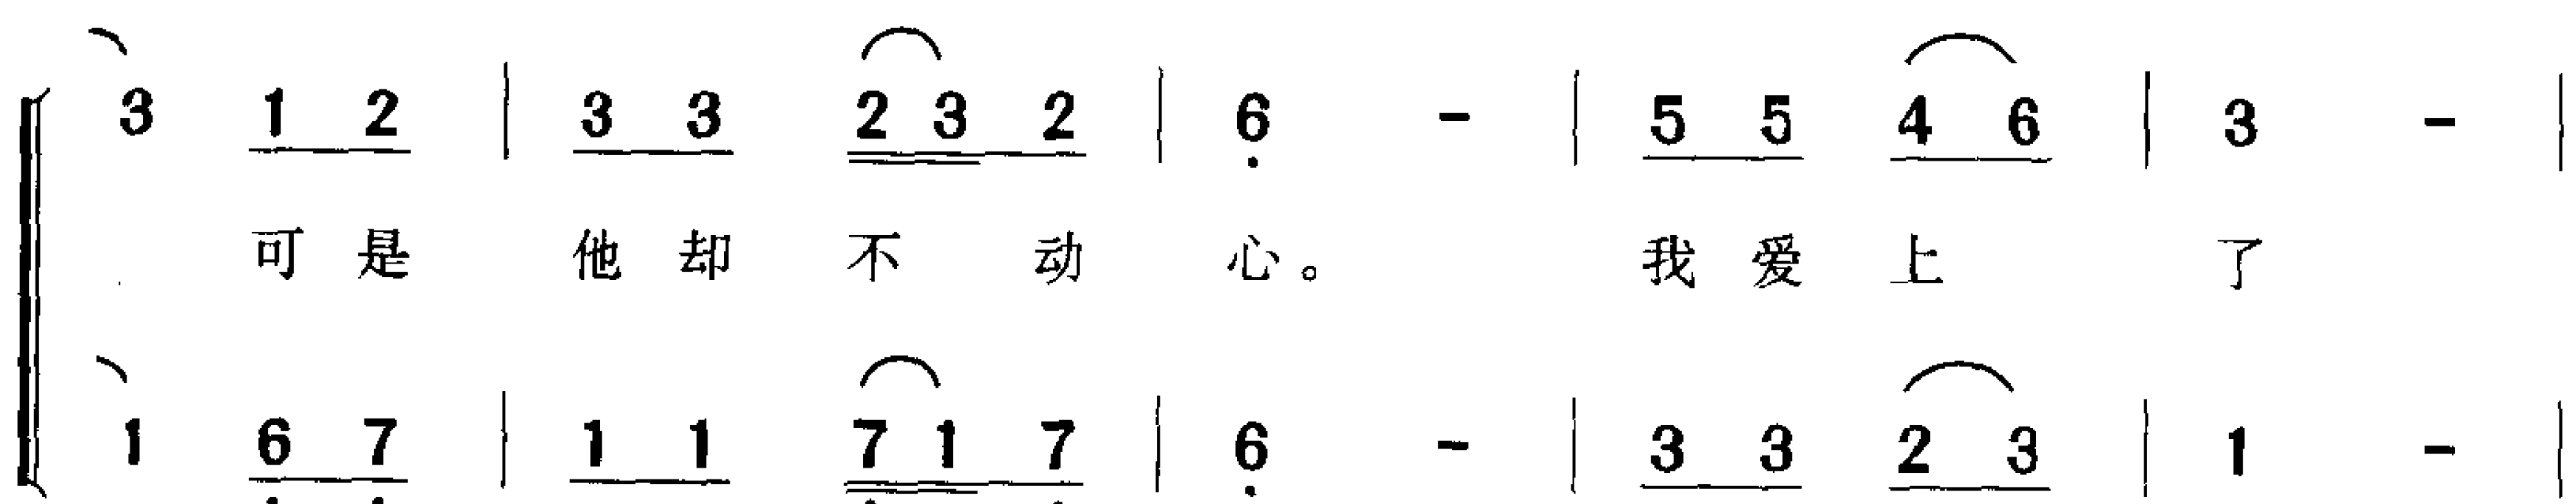 3 1 2 | 3 3 2 3 2 | 6 - | 5 5 4 6 | 3 - |
可是 他却不动 心。 我爱上 了
1 6 7 | 1 1 7 1 7 | 6 - | 3 3 2 3 | 1 - |